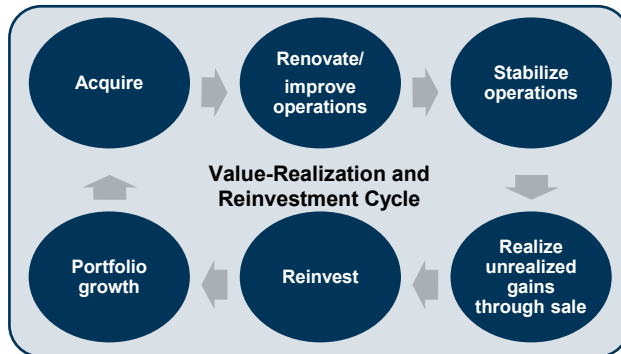 Acquire
Renovate/
improve
operations
Stabilize
operations
Value-Realization and
Reinvestment Cycle
Portfolio
growth
Reinvest
Realize
unrealized
gains
through sale